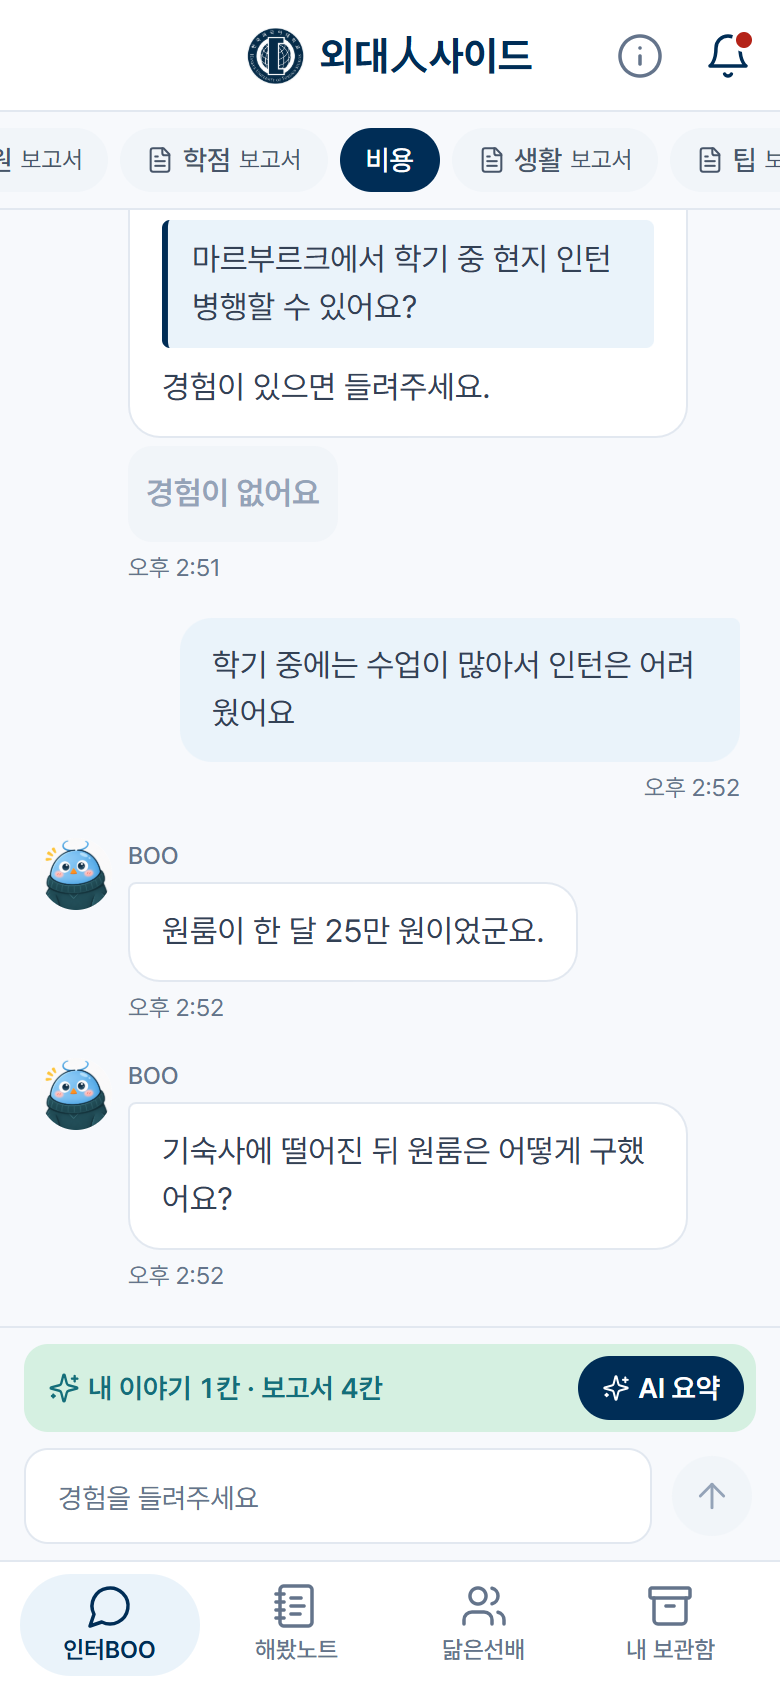 외대人사이드
원 보고서
학점 보고서
비용
생활 보고서
팁
마르부르크에서 학기 중 현지 인턴
병행할 수 있어요?
경험이 있으면 들려주세요.
경험이 없어요
오후 2:51
학기 중에는 수업이 많아서 인턴은 어려
웠어요
오후 2:52
BOO
원룸이 한 달 25만 원이었군요.
오후 2:52
BOO
기숙사에 떨어진 뒤 원룸은 어떻게 구했
어요?
오후 2:52
내 이야기 1칸 · 보고서 4칸
AI 요약
경험을 들려주세요
인터BOO
해봤노트
닮은선배
내 보관함